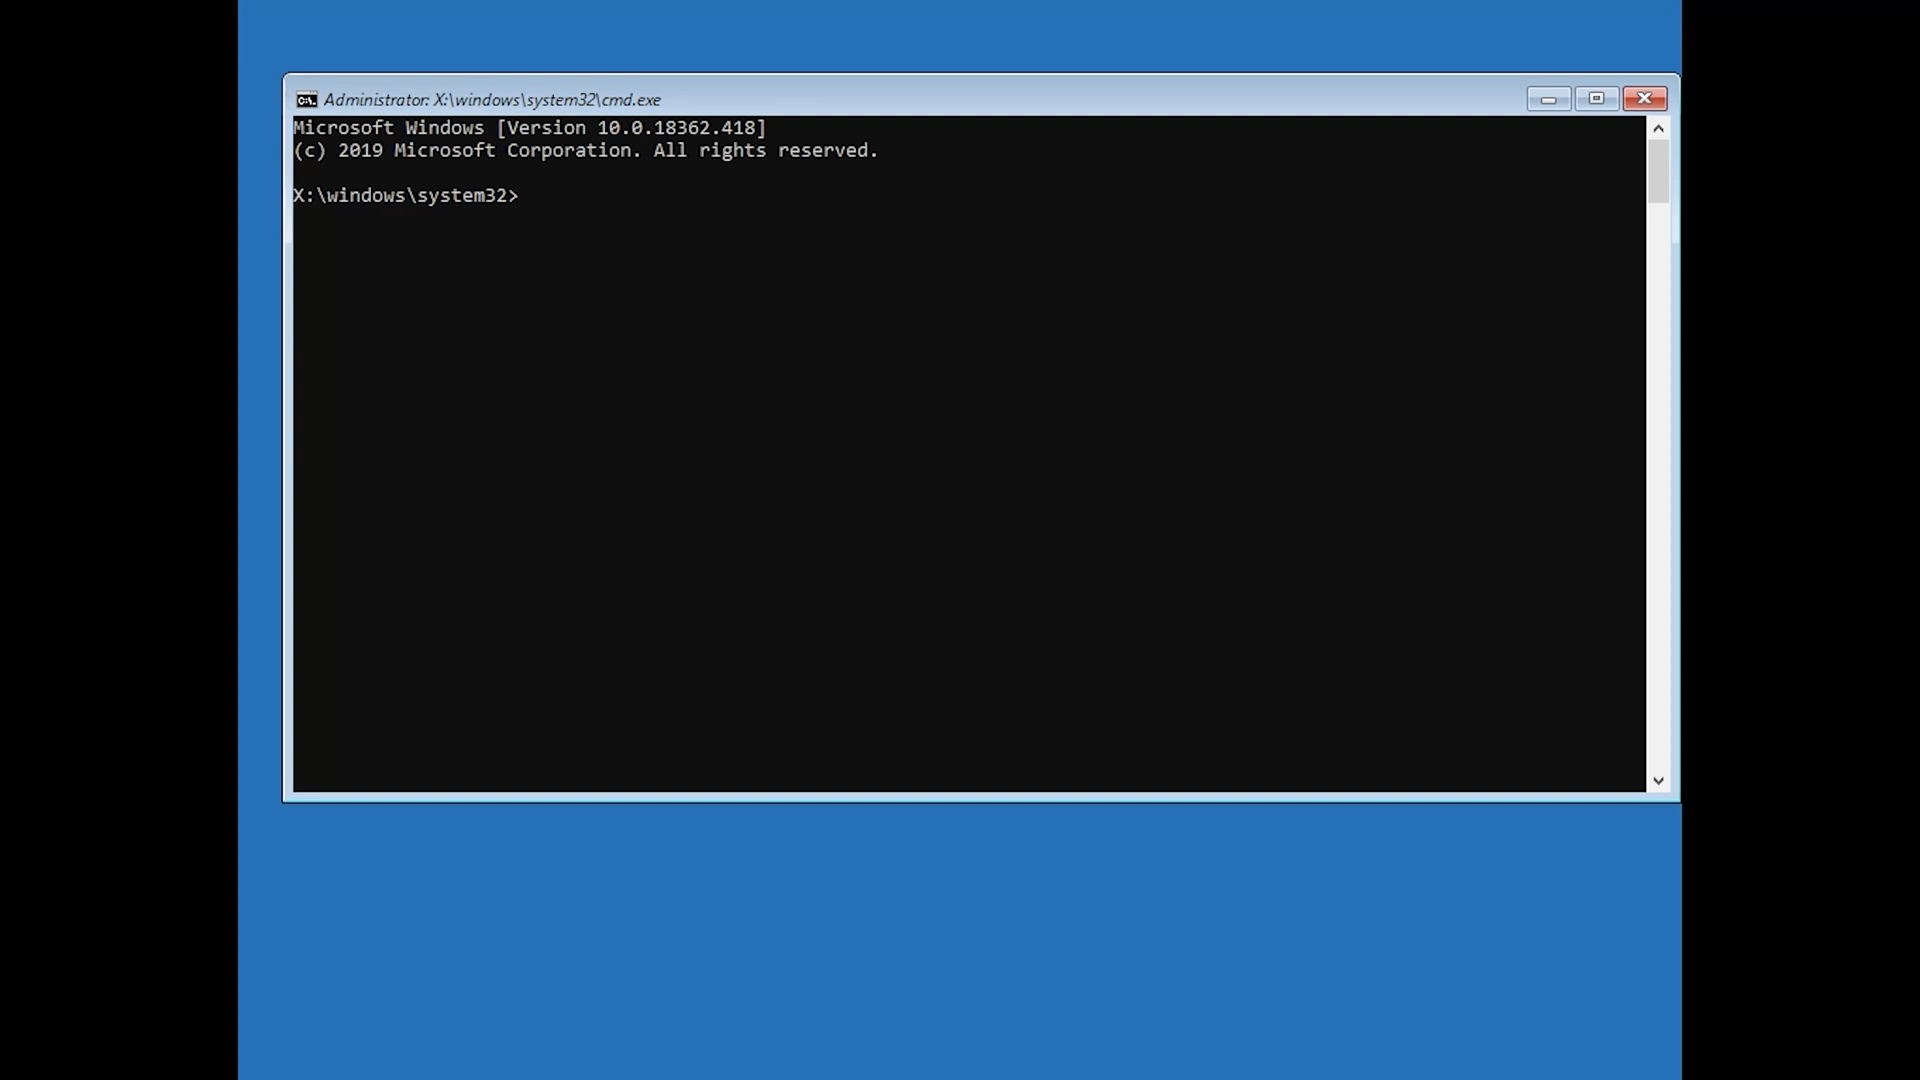 Administrator: X:\windows\system32\cmd.exe
Microsoft Windows [Version 10.0.18362.418]
(c) 2019 Microsoft Corporation. All rights reserved.
X:\windows\system32>